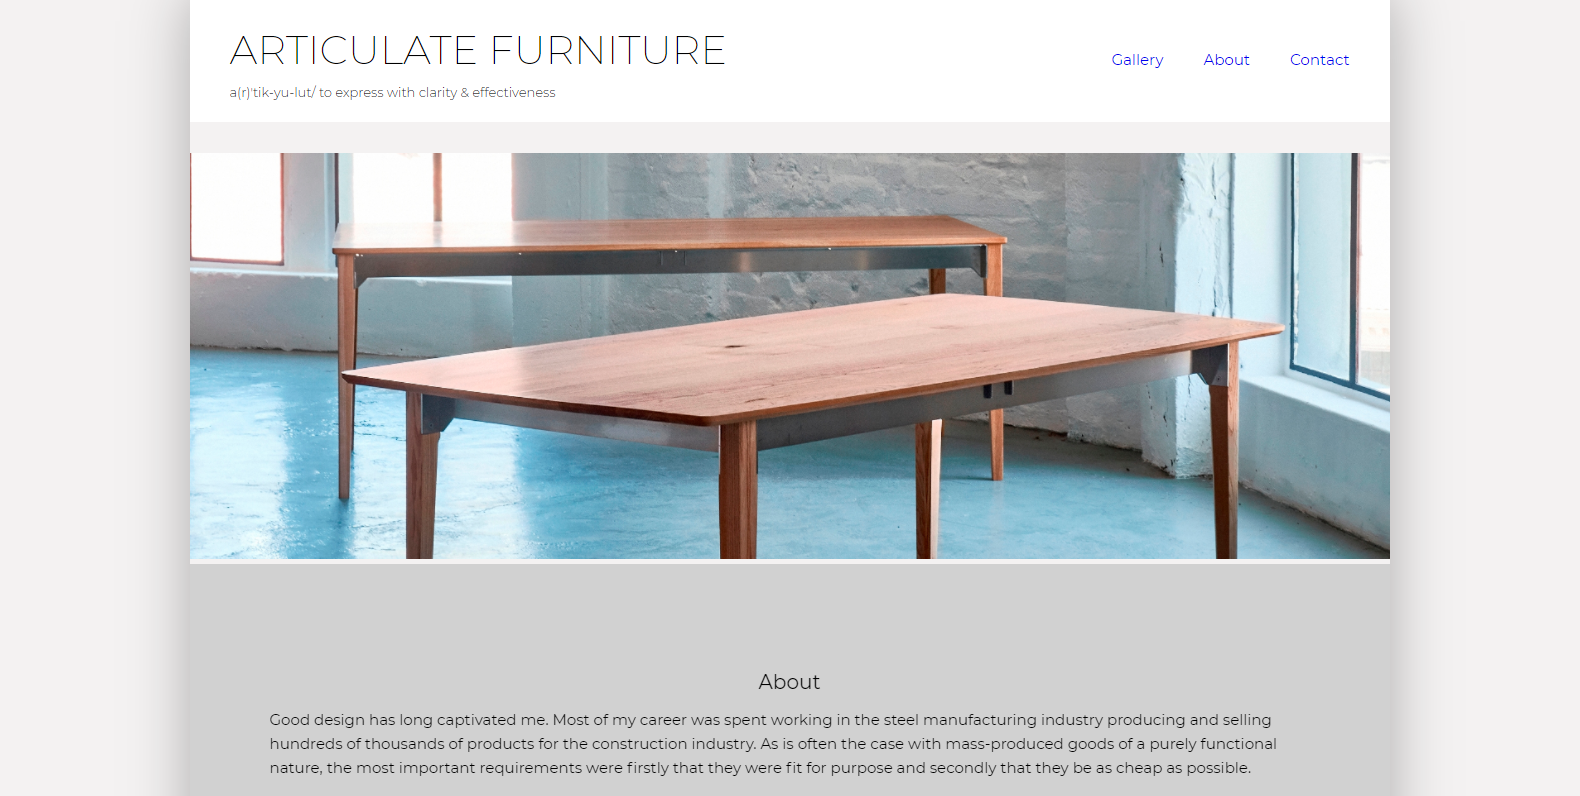 ARTICULATE FURNITURE
a(r)'tik-yu-lut/ to express with clarity & effectiveness
Gallery
About
Contact
About
Good design has long captivated me. Most of my career was spent working in the steel manufacturing industry producing and selling
hundreds of thousands of products for the construction industry. As is often the case with mass-produced goods of a purely functional
nature, the most important requirements were firstly that they were fit for purpose and secondly that they be as cheap as possible.